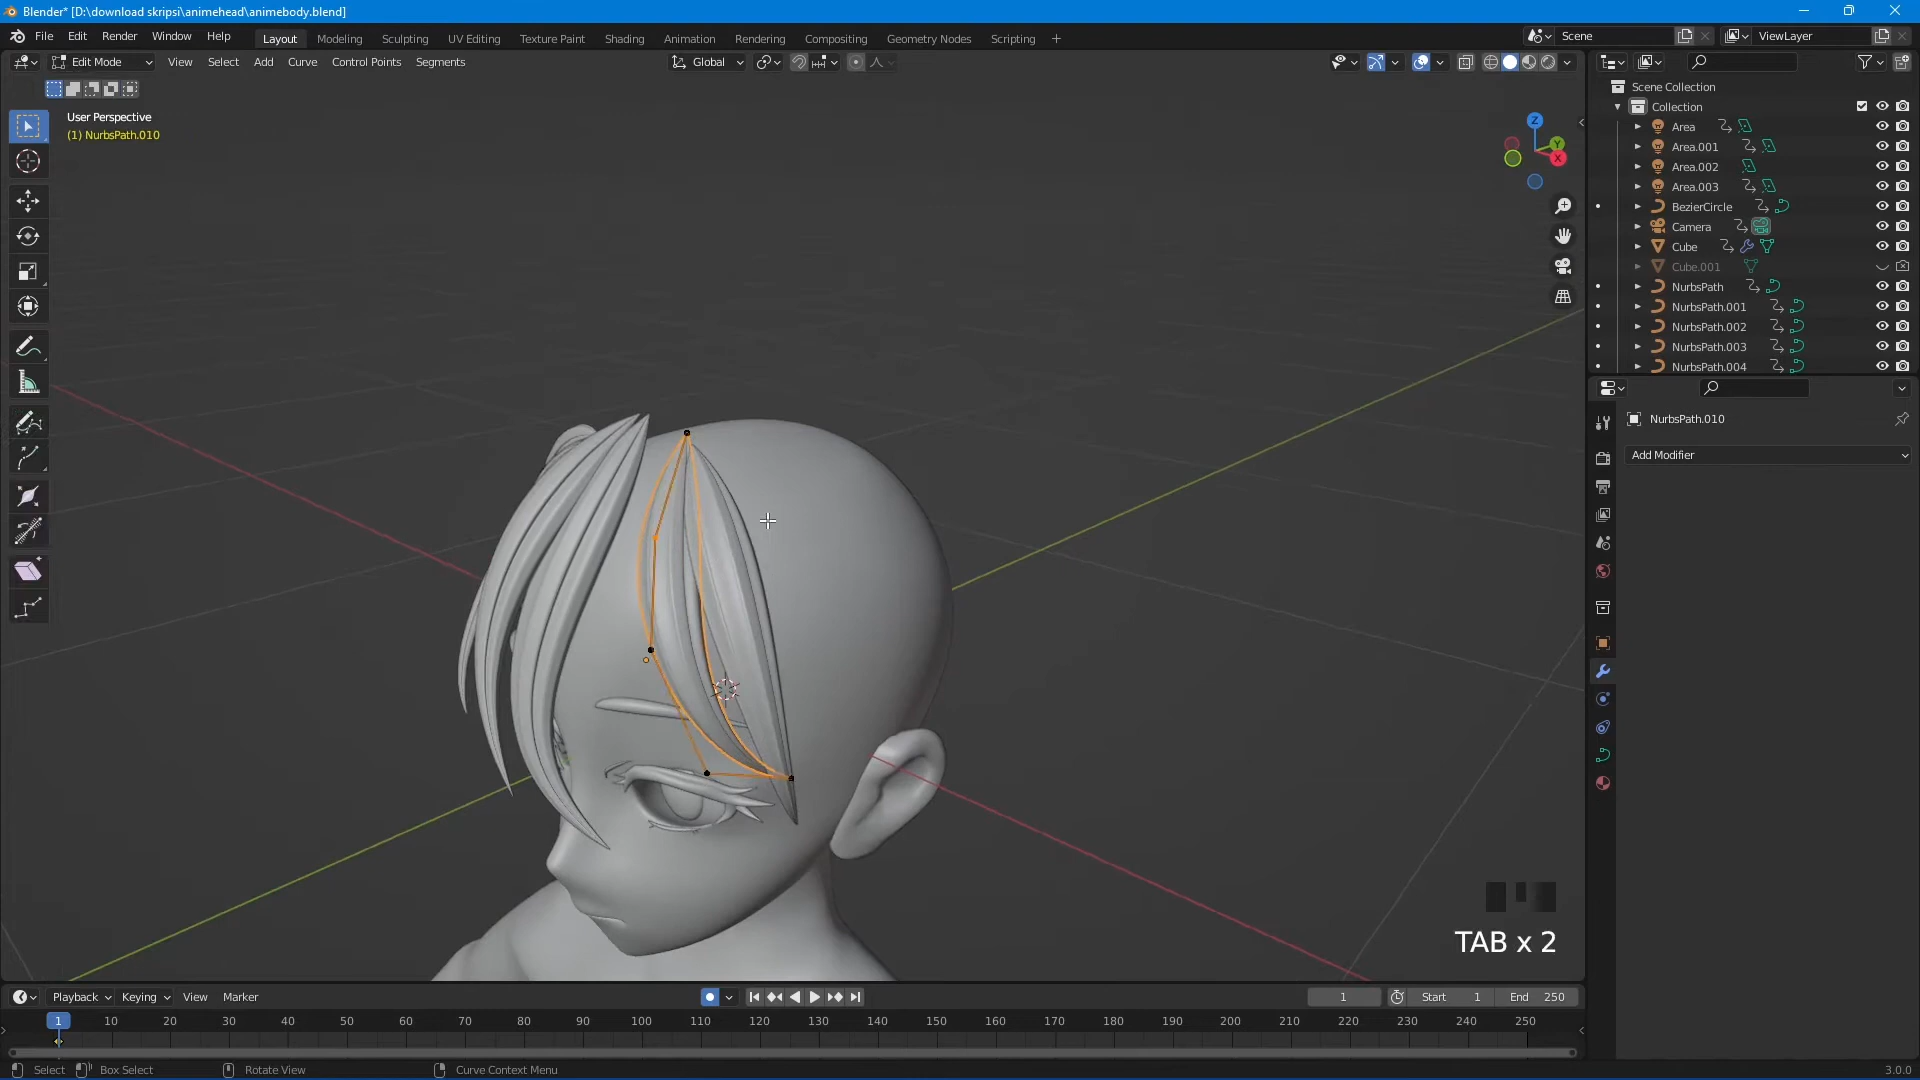 Blender* [D:\download skripsi\animehead\animebody.blend]
File Edit Render Window Help
Layout Modeling Sculpting UV Editing Texture Paint Shading Animation Rendering Compositing Geometry Nodes Scripting +
Scene
ViewLayer
Edit Mode
View Select Add Curve Control Points Segments
Global
User Perspective
(1) NurbsPath.010
Z
Y
X
Scene Collection
Collection
Area
Area.001
Area.002
Area.003
BezierCircle
Camera
Cube
Cube.001
NurbsPath
NurbsPath.001
NurbsPath.002
NurbsPath.003
NurbsPath.004
NurbsPath.010
Add Modifier
TAB x 2
Playback Keying View Marker
1
Start 1
End 250
1 10 20 30 40 50 60 70 80 90 100 110 120 130 140 150 160 170 180 190 200 210 220 230 240 250
Select Box Select Rotate View Curve Context Menu
3.0.0